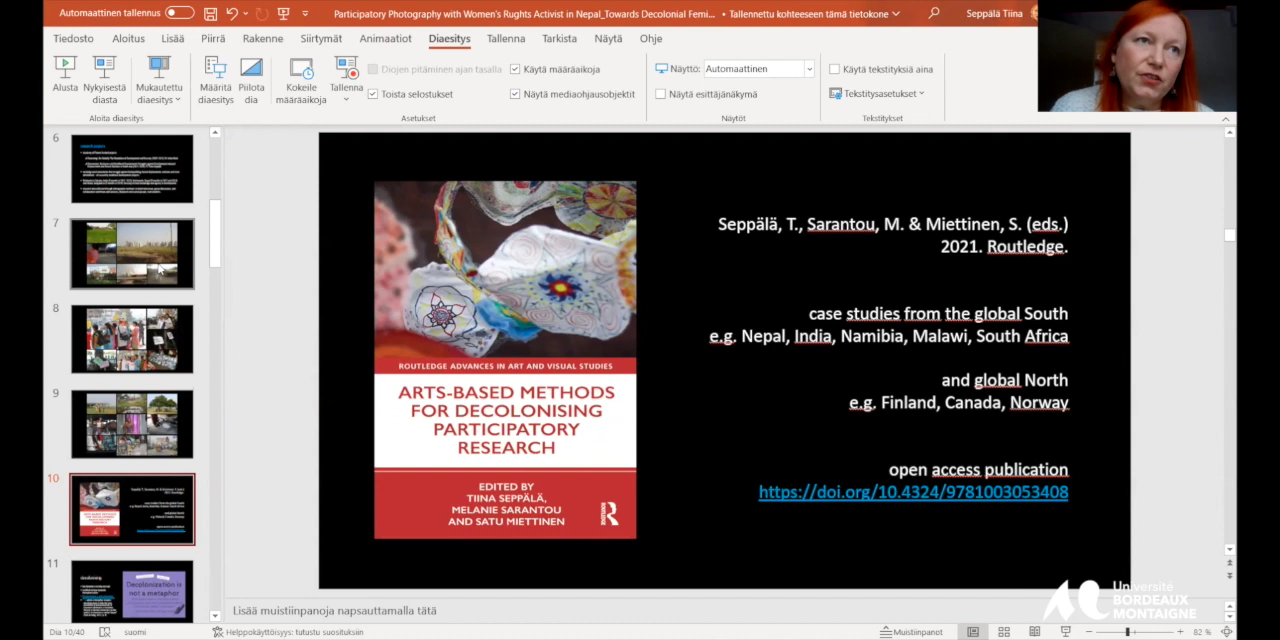 Automaattinen tallennus
Participatory Photography with Women's Rughts Activist in Nepal_Towards Decolonial Femi... • Tallennettu kohteeseen tämä tietokone
Seppälä Tiina
Tiedosto Aloitus Lisää Piirrä Rakenne Siirtymät Animaatiot Diaesitys Tallenna Tarkista Näytä Ohje
Alusta
Nykyisestä diasta
Mukautettu diaesitys
Aloita diaesitys
Määritä diaesitys
Piilota dia
Kokeile määräaikoja
Tallenna
Diojen pitäminen ajan tasalla
Toista selostukset
Käytä määräaikoja
Näytä mediaohjausobjektit
Asetukset
Näyttö: Automaattinen
Näytä esittäjänäkymä
Näytöt
Käytä tekstityksiä aina
Tekstitysasetukset
Tekstitykset
6
7
8
9
10
11
Decolonization is
not a metaphor
ROUTLEDGE ADVANCES IN ART AND VISUAL STUDIES
ARTS-BASED METHODS
FOR DECOLONISING
PARTICIPATORY
RESEARCH
EDITED BY
TIINA SEPPÄLÄ,
MELANIE SARANTOU
AND SATU MIETTINEN
R
Seppälä, T., Sarantou, M. & Miettinen, S. (eds.)
2021. Routledge.
case studies from the global South
e.g. Nepal, India, Namibia, Malawi, South Africa
and global North
e.g. Finland, Canada, Norway
open access publication
https://doi.org/10.4324/9781003053408
Université
BORDEAUX
MONTAIGNE
Lisää muistiinpanoja napsauttamalla tätä
Dia 10/40 suomi Helppokäyttöisyys: tutustu suosituksiin Muistiinpanot 82 %